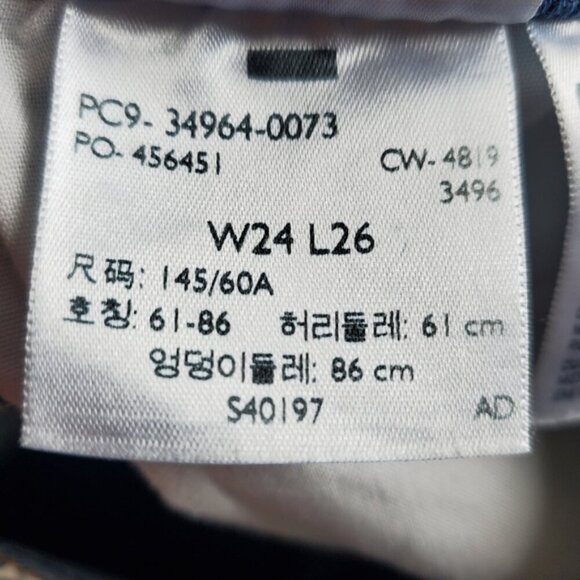 PC9- 34964-0073
PO- 456451 CW- 4819
3496
W24 L26
尺码: 145/60A
호칭: 61-86 허리둘레: 61 cm
엉덩이둘레: 86 cm
S40197 AD